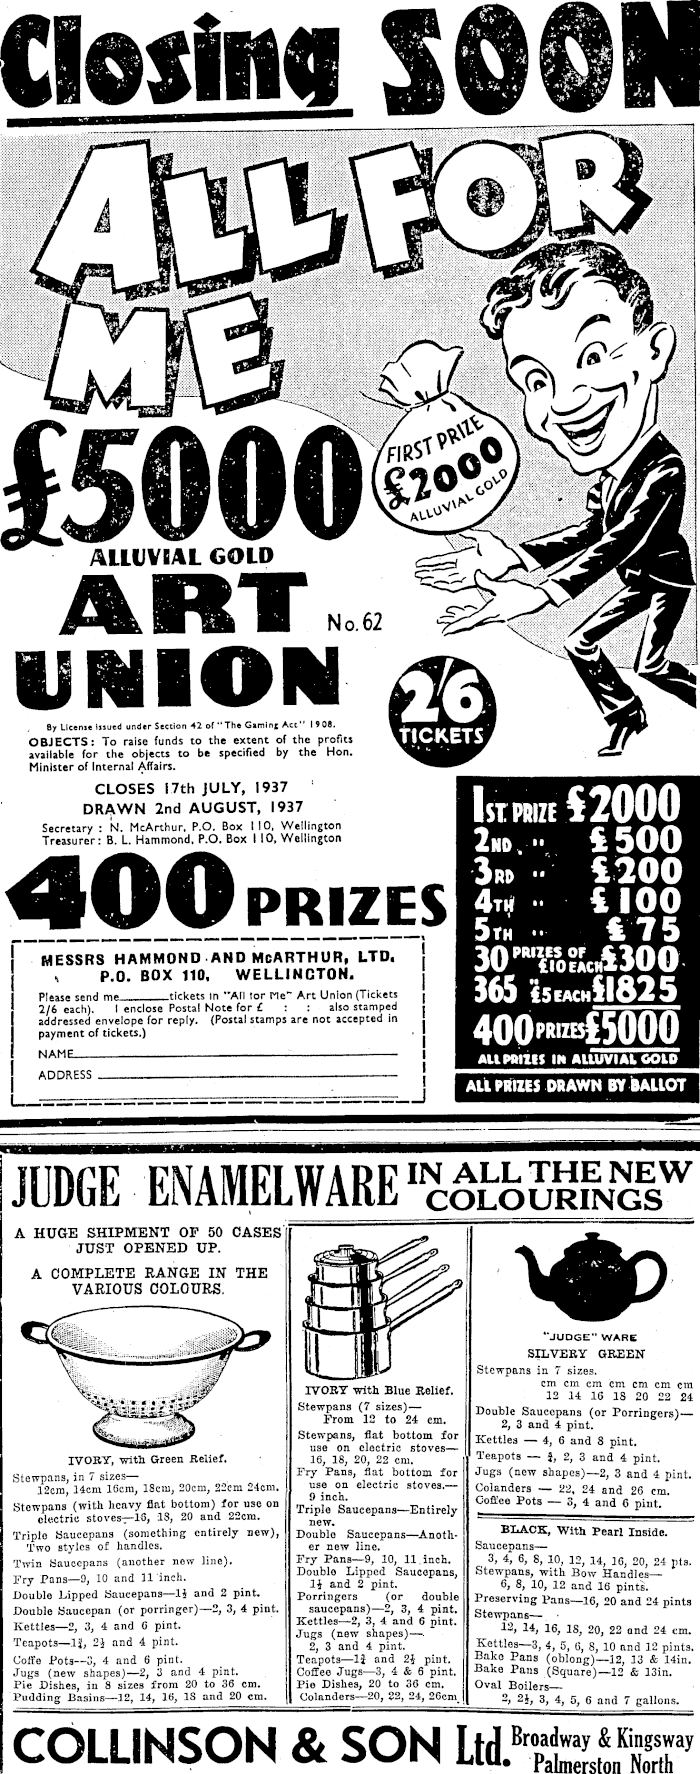 Closing SOON
ALL FOR
ME
£5000
FIRST PRIZE
£2000
ALLUVIAL GOLD
ALLUVIAL GOLD
ART
No. 62
UNION
2/6
TICKETS
By License issued under Section 42 of "The Gaming Act" 1908.
OBJECTS: To raise funds to the extent of the profits
available for the objects to be specified by the Hon.
Minister of Internal Affairs.
CLOSES 17th JULY, 1937
DRAWN 2nd AUGUST, 1937
Secretary : N. McArthur, P.O. Box 110, Wellington
Treasurer: B. L. Hammond, P.O. Box 110, Wellington
400 PRIZES
1ST. PRIZE £2000
2ND. " £500
3RD " £200
4TH " £100
5TH " £75
30 PRIZES OF £10 EACH £300
365 " £5 EACH £1825
400 PRIZES £5000
ALL PRIZES IN ALLUVIAL GOLD
ALL PRIZES DRAWN BY BALLOT
MESSRS HAMMOND AND McARTHUR, LTD.
P.O. BOX 110, WELLINGTON.
Please send me______tickets in "All for Me" Art Union (Tickets
2/6 each). I enclose Postal Note for £ : : also stamped
addressed envelope for reply. (Postal stamps are not accepted in
payment of tickets.)
NAME
ADDRESS
JUDGE ENAMELWARE IN ALL THE NEW
COLOURINGS
A HUGE SHIPMENT OF 50 CASES
JUST OPENED UP.
A COMPLETE RANGE IN THE
VARIOUS COLOURS.
IVORY, with Green Relief.
Stewpans, in 7 sizes—
12cm, 14cm 16cm, 18cm, 20cm, 22cm 24cm.
Stewpans (with heavy flat bottom) for use on
electric stoves—16, 18, 20 and 22cm.
Triple Saucepans (something entirely new),
Two styles of handles.
Twin Saucepans (another new line).
Fry Pans—9, 10 and 11 inch.
Double Lipped Saucepans—1½ and 2 pint.
Double Saucepan (or porringer)—2, 3, 4 pint.
Kettles—2, 3, 4 and 6 pint.
Teapots—1¾, 2½ and 4 pint.
Coffe Pots—3, 4 and 6 pint.
Jugs (new shapes)—2, 3 and 4 pint.
Pie Dishes, in 8 sizes from 20 to 36 cm.
Pudding Basins—12, 14, 16, 18 and 20 cm.
IVORY with Blue Relief.
Stewpans (7 sizes)—
From 12 to 24 cm.
Stewpans, flat bottom for
use on electric stoves—
16, 18, 20, 22 cm.
Fry Pans, flat bottom for
use on electric stoves.—
9 inch.
Triple Saucepans—Entirely
new.
Double Saucepans—Anoth-
er new line.
Fry Pans—9, 10, 11 inch.
Double Lipped Saucepans,
1½ and 2 pint.
Porringers (or double
saucepans)—2, 3, 4 pint.
Kettles—2, 3, 4 and 6 pint.
Jugs (new shapes)—
2, 3 and 4 pint.
Teapots—1¾ and 2½ pint.
Coffee Jugs—3, 4 & 6 pint.
Pie Dishes, 20 to 36 cm.
Colanders—20, 22, 24, 26cm.
"JUDGE" WARE
SILVERY GREEN
Stewpans in 7 sizes.
cm cm cm cm cm cm cm
12 14 16 18 20 22 24
Double Saucepans (or Porringers)—
2, 3 and 4 pint.
Kettles — 4, 6 and 8 pint.
Teapots — ¾, 2, 3 and 4 pint.
Jugs (new shapes)—2, 3 and 4 pint.
Colanders — 22, 24 and 26 cm.
Coffee Pots — 3, 4 and 6 pint.
BLACK, With Pearl Inside.
Saucepans—
3, 4, 6, 8, 10, 12, 14, 16, 20, 24 pts.
Stewpans, with Bow Handles—
6, 8, 10, 12 and 16 pints.
Preserving Pans—16, 20 and 24 pints
Stewpans—
12, 14, 16, 18, 20, 22 and 24 cm.
Kettles—3, 4, 5, 6, 8, 10 and 12 pints.
Bake Pans (oblong)—12, 13 & 14in.
Bake Pans (Square)—12 & 13in.
Oval Boilers—
2, 2½, 3, 4, 5, 6 and 7 gallons.
COLLINSON & SON Ltd. Broadway & Kingsway
Palmerston North